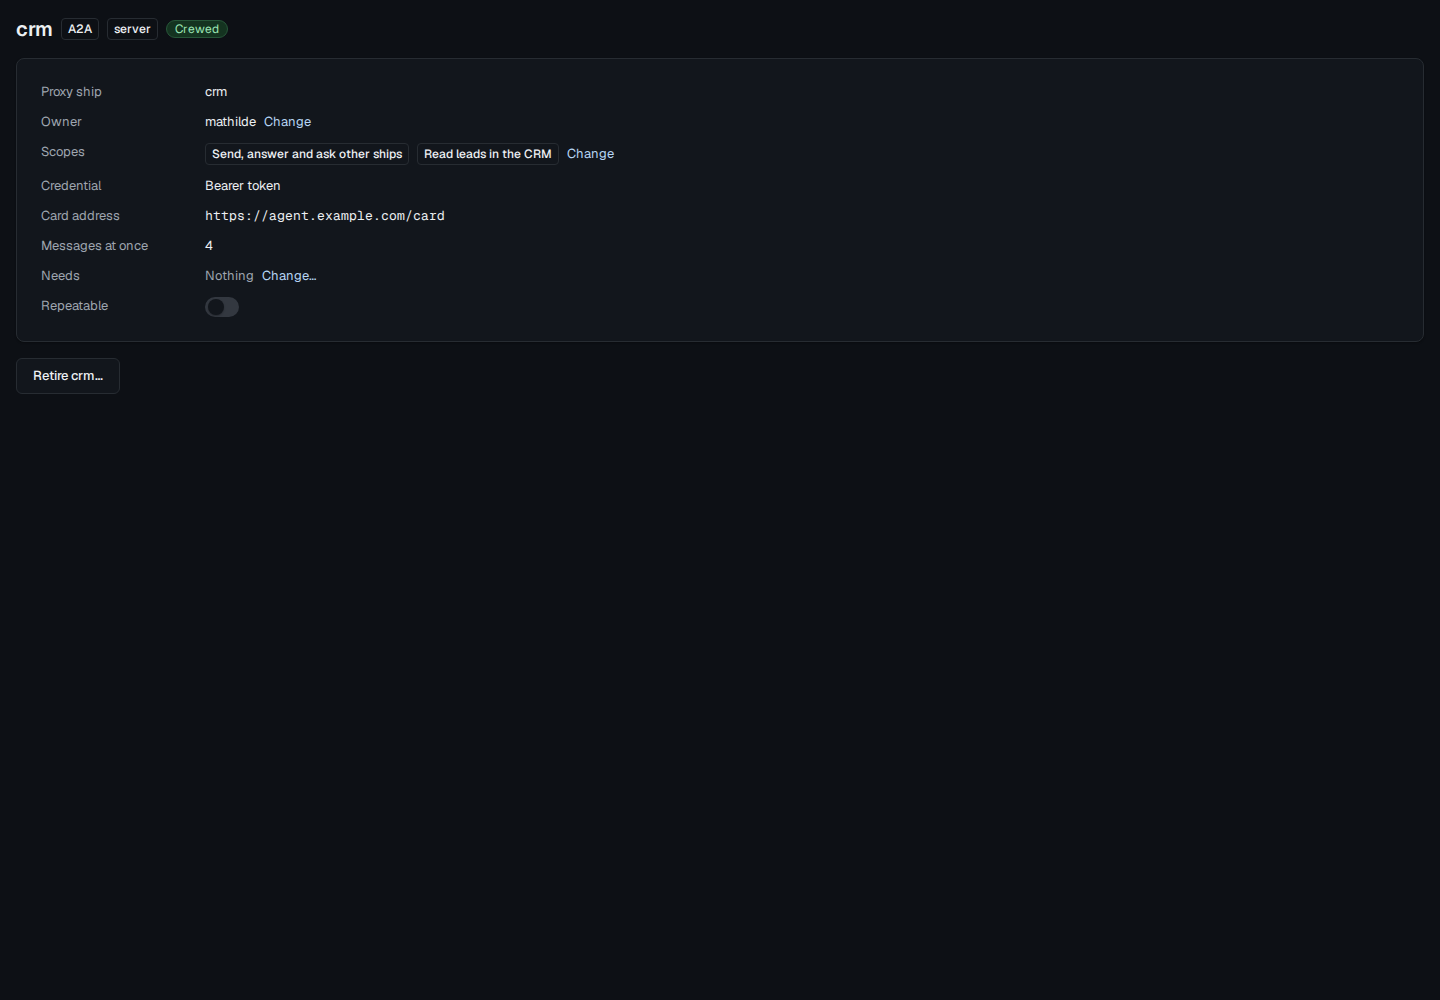 crm A2A server Crewed
Proxy ship crm
Owner mathilde Change
Scopes Send, answer and ask other ships Read leads in the CRM Change
Credential Bearer token
Card address https://agent.example.com/card
Messages at once 4
Needs Nothing Change…
Repeatable
Retire crm…